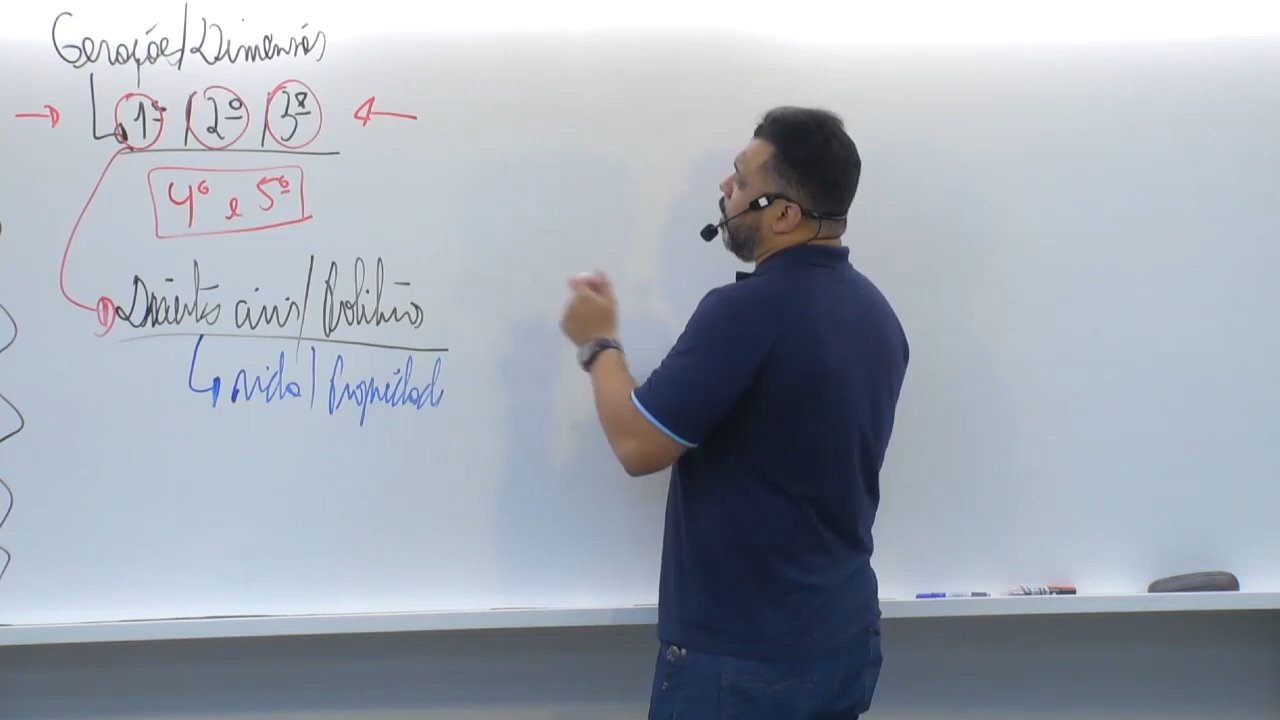 Gerações/Dimensões
1ª / 2ª / 3ª
4ª e 5ª
Direitos civis/Políticos
vida/Propriedade